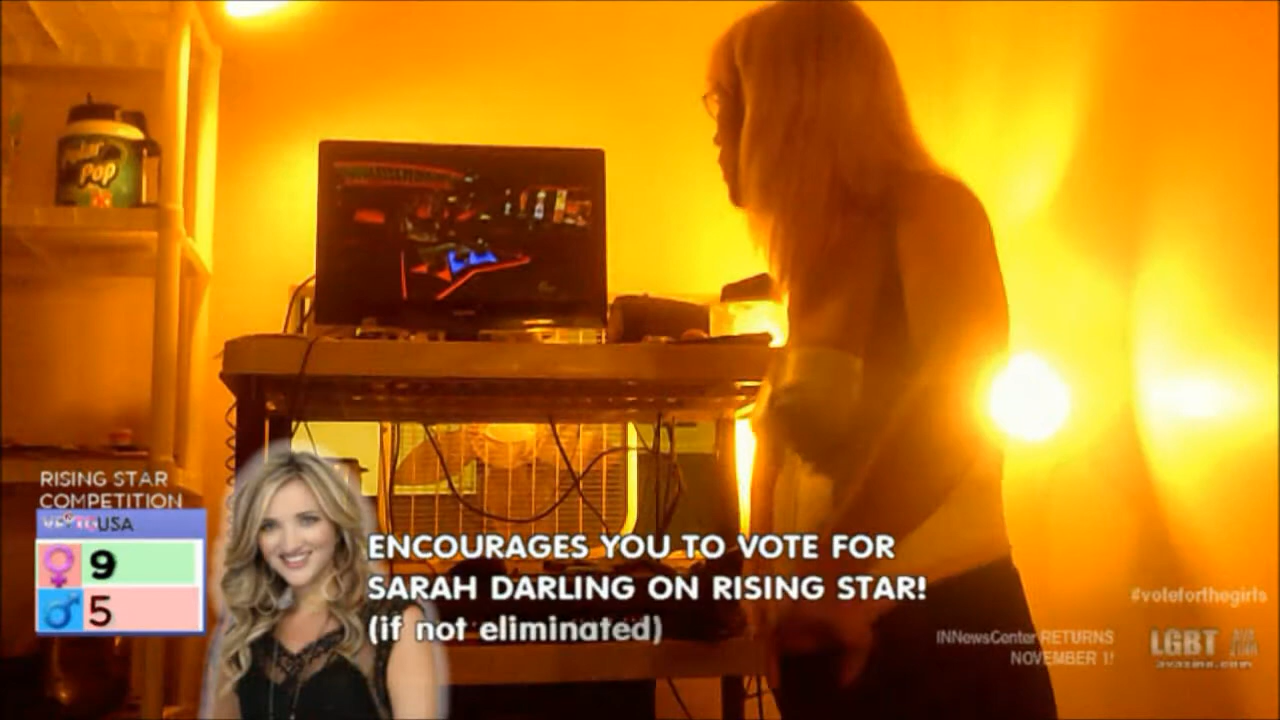 Polar
Pop
RISING STAR
COMPETITION
USA
9
5
ENCOURAGES YOU TO VOTE FOR
SARAH DARLING ON RISING STAR!
(if not eliminated)
#voteforthegirls
INNewsCenter RETURNS
NOVEMBER 1!
LGBT